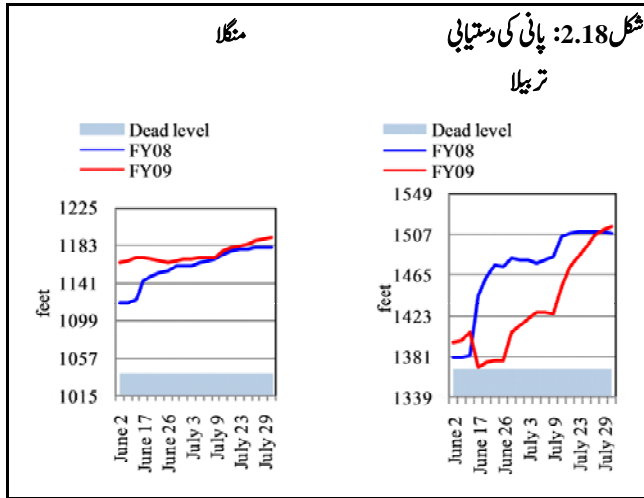 شکل2.18: پانی کی دستیابی
تربیلا
منگلا
Dead level
FY08
FY09
1549
1507
1465
1423
1381
1339
feet
June 2
June 17
June 26
July 3
July 9
July 23
July 29
Dead level
FY08
FY09
1225
1183
1141
1099
1057
1015
feet
June 2
June 17
June 26
July 3
July 9
July 23
July 29